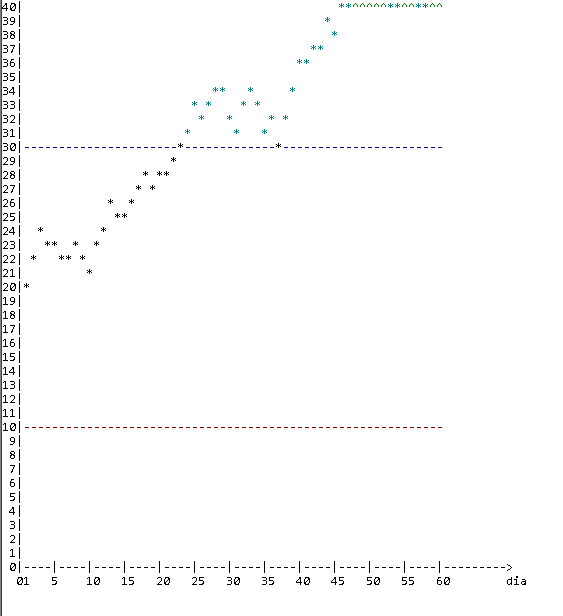 40|                                             **^^^^^**^^**^^
39|                                           *
38|                                            *
37|                                         **
36|                                       **
35|
34|                           **   *     *
33|                        * *    * *
32|                         *   *     * *
31|                       *      *   *
30|----------------------*-------------*-----------------------
29|                     *
28|                 * **
27|                * *
26|            *  *
25|             **
24|  *        *
23|   **  *  *
22| *   ** *
21|         *
20|*
19|
18|
17|
16|
15|
14|
13|
12|
11|
10|------------------------------------------------------------
9|
8|
7|
6|
5|
4|
3|
2|
1|
0|----|----|----|----|----|----|----|----|----|----|----|----|--------->
01   5    10   15   20   25   30   35   40   45   50   55   60        día